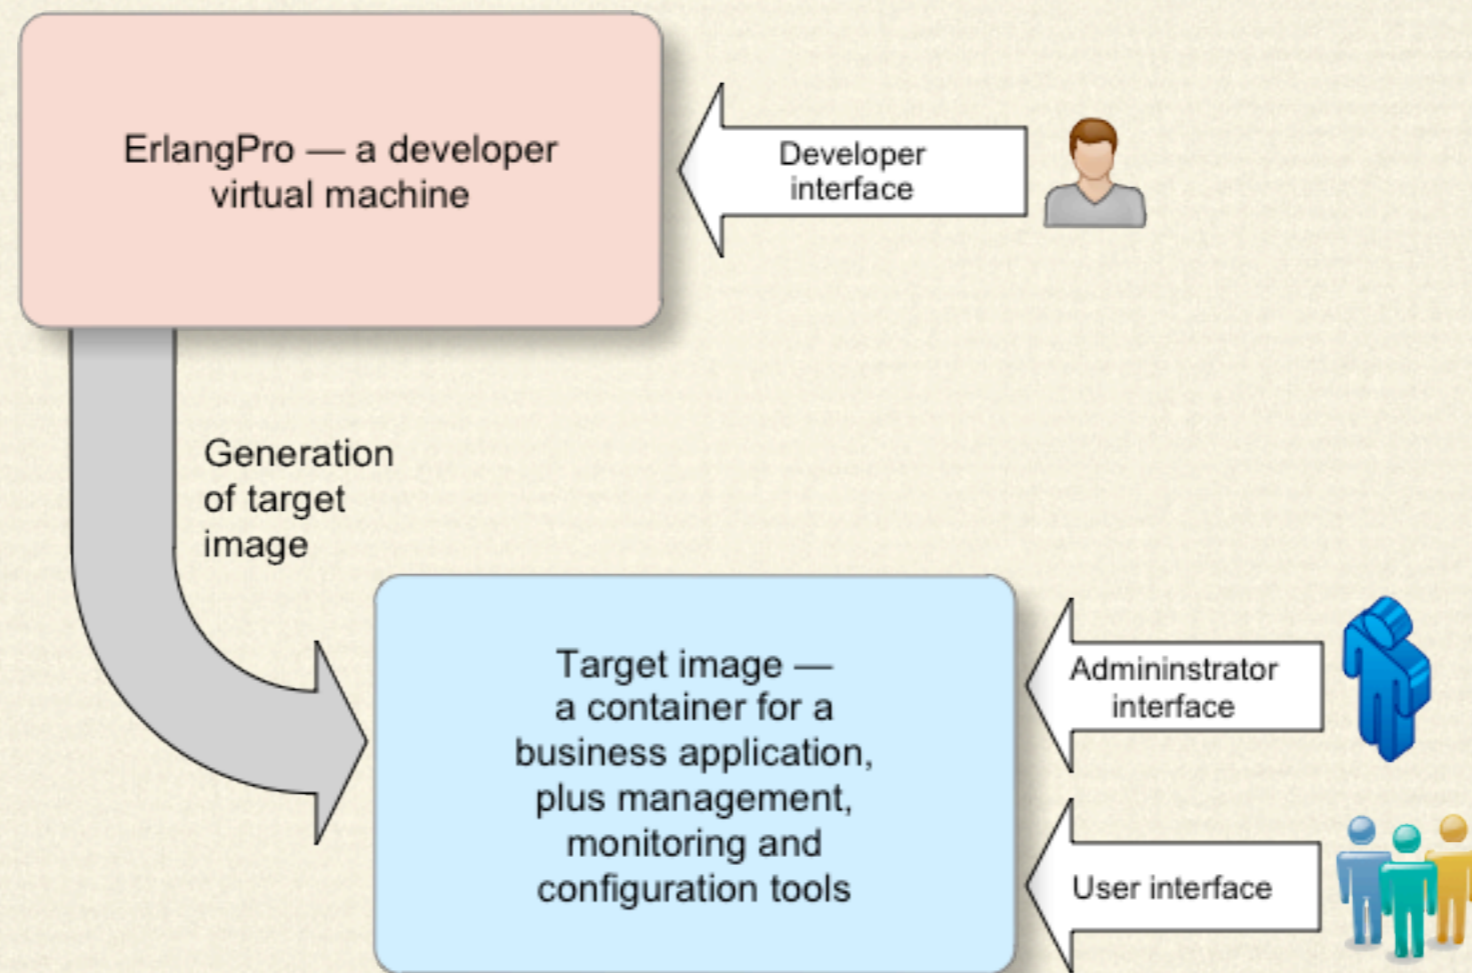 ErlangPro — a developer
virtual machine
Developer
interface
Generation
of target
image
Target image —
a container for a
business application,
plus management,
monitoring and
configuration tools
Admininstrator
interface
User interface